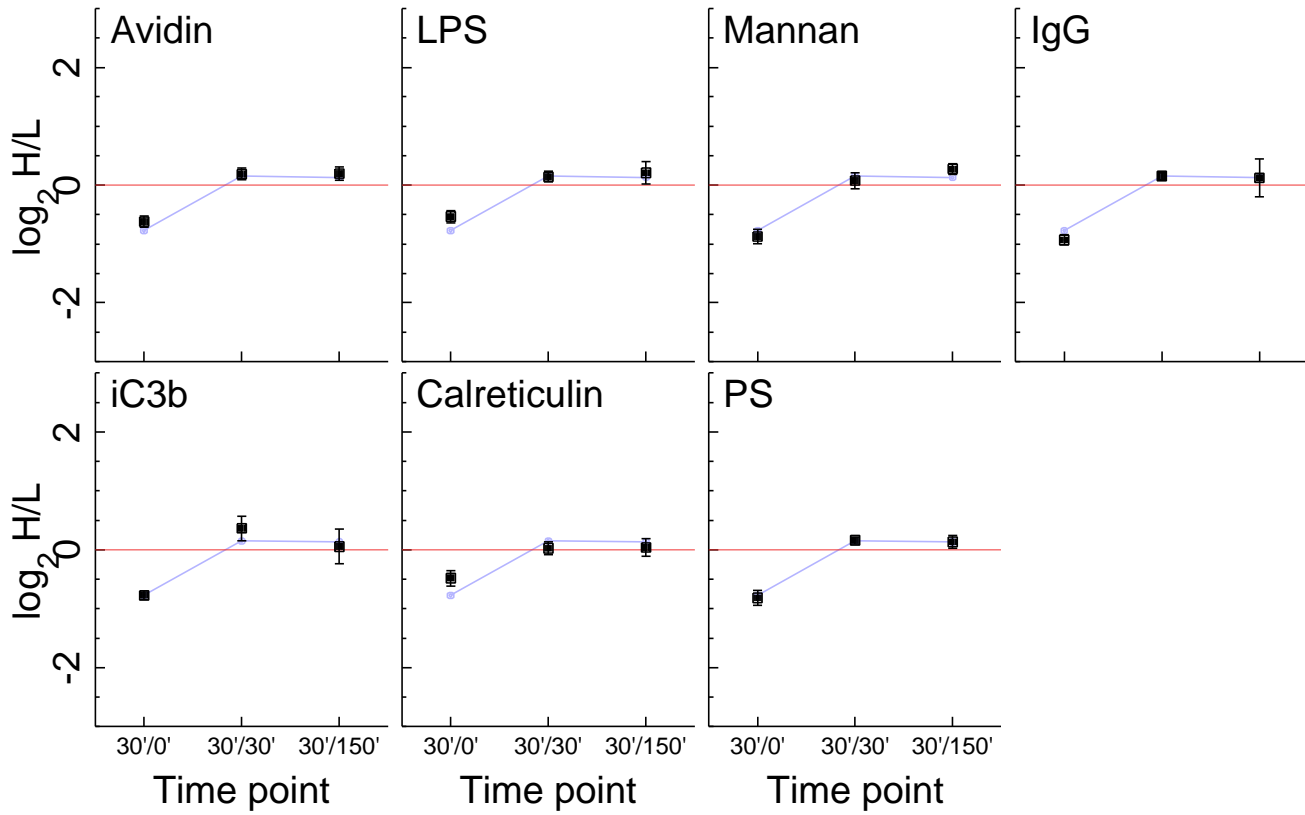 Avidin LPS Mannan IgG
2
0
-2
log2 H/L
iC3b Calreticulin PS
2
0
-2
log2 H/L
30'/0' 30'/30' 30'/150' 30'/0' 30'/30' 30'/150' 30'/0' 30'/30' 30'/150'
Time point Time point Time point